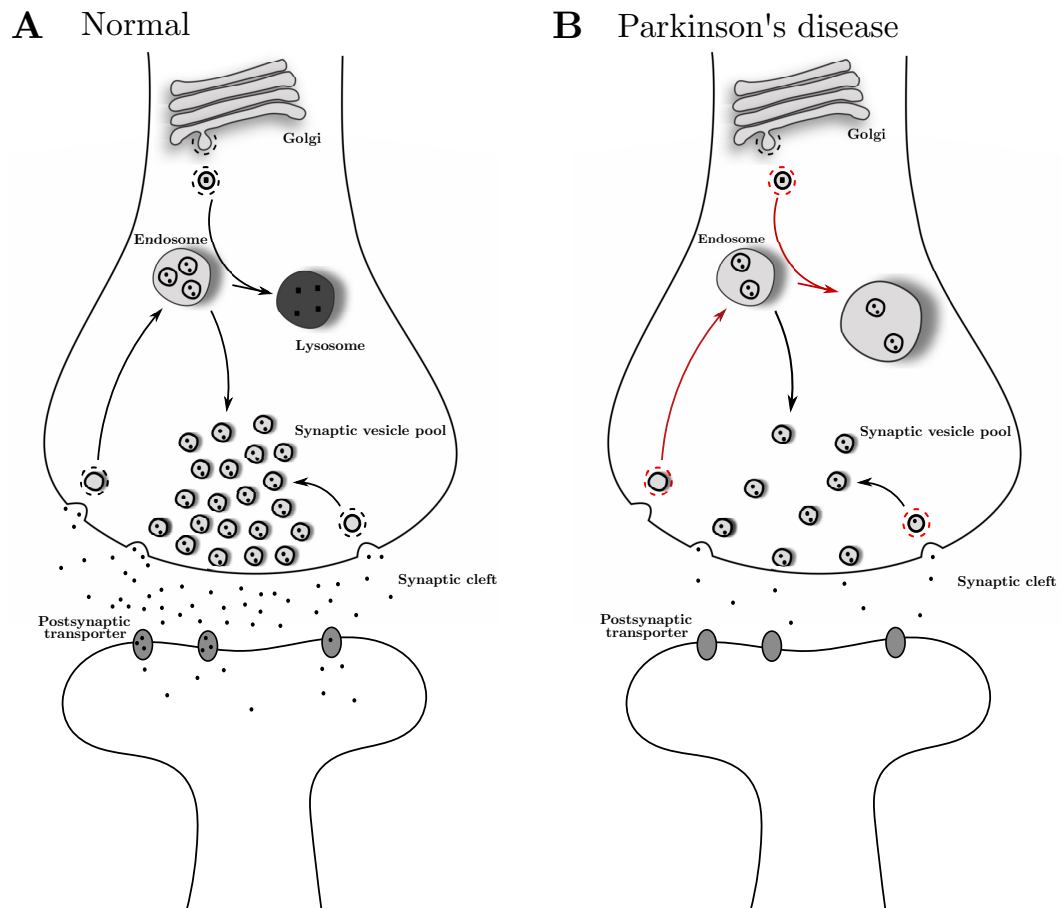 A Normal
Golgi
Endosome
Lysosome
Synaptic vesicle pool
Synaptic cleft
Postsynaptic
transporter
B Parkinson's disease
Golgi
Endosome
Synaptic vesicle pool
Synaptic cleft
Postsynaptic
transporter